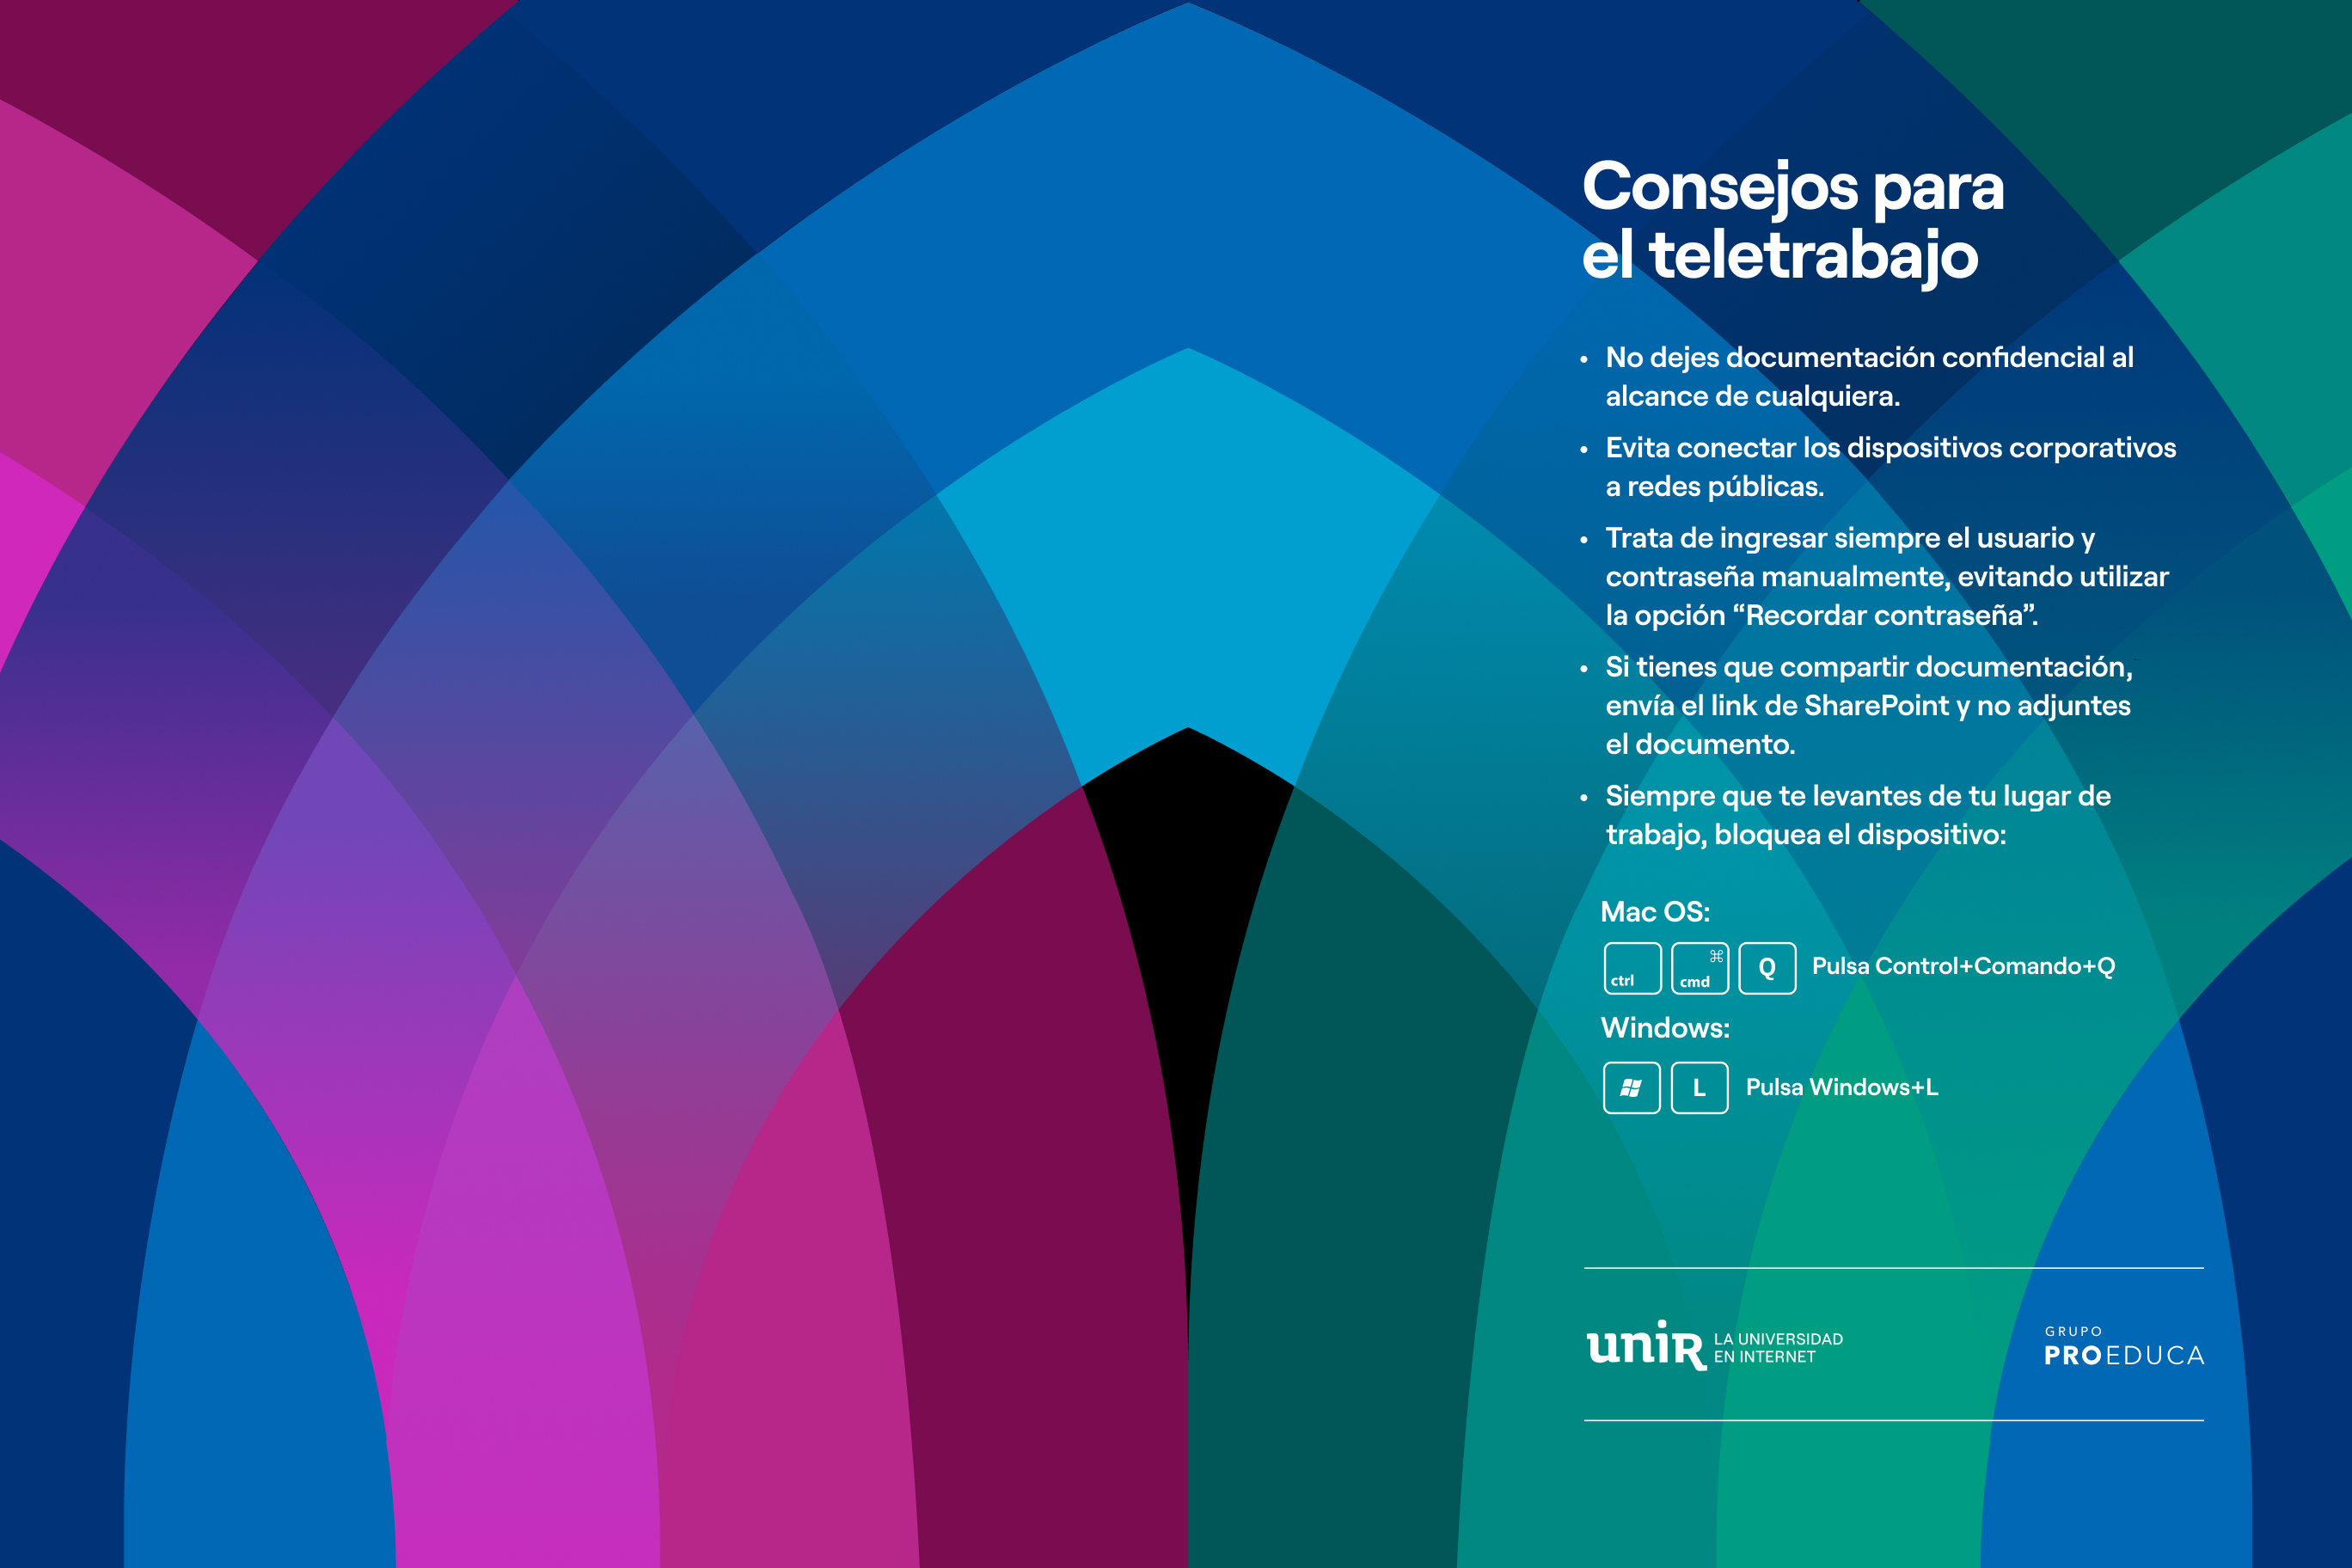 Consejos para
el teletrabajo
• No dejes documentación confidencial al
alcance de cualquiera.
• Evita conectar los dispositivos corporativos
a redes públicas.
• Trata de ingresar siempre el usuario y
contraseña manualmente, evitando utilizar
la opción “Recordar contraseña”.
• Si tienes que compartir documentación,
envía el link de SharePoint y no adjuntes
el documento.
• Siempre que te levantes de tu lugar de
trabajo, bloquea el dispositivo:
Mac OS:
ctrl ⌘ cmd Q Pulsa Control+Comando+Q
Windows:
L Pulsa Windows+L
unir LA UNIVERSIDAD
EN INTERNET
GRUPO
PROEDUCA